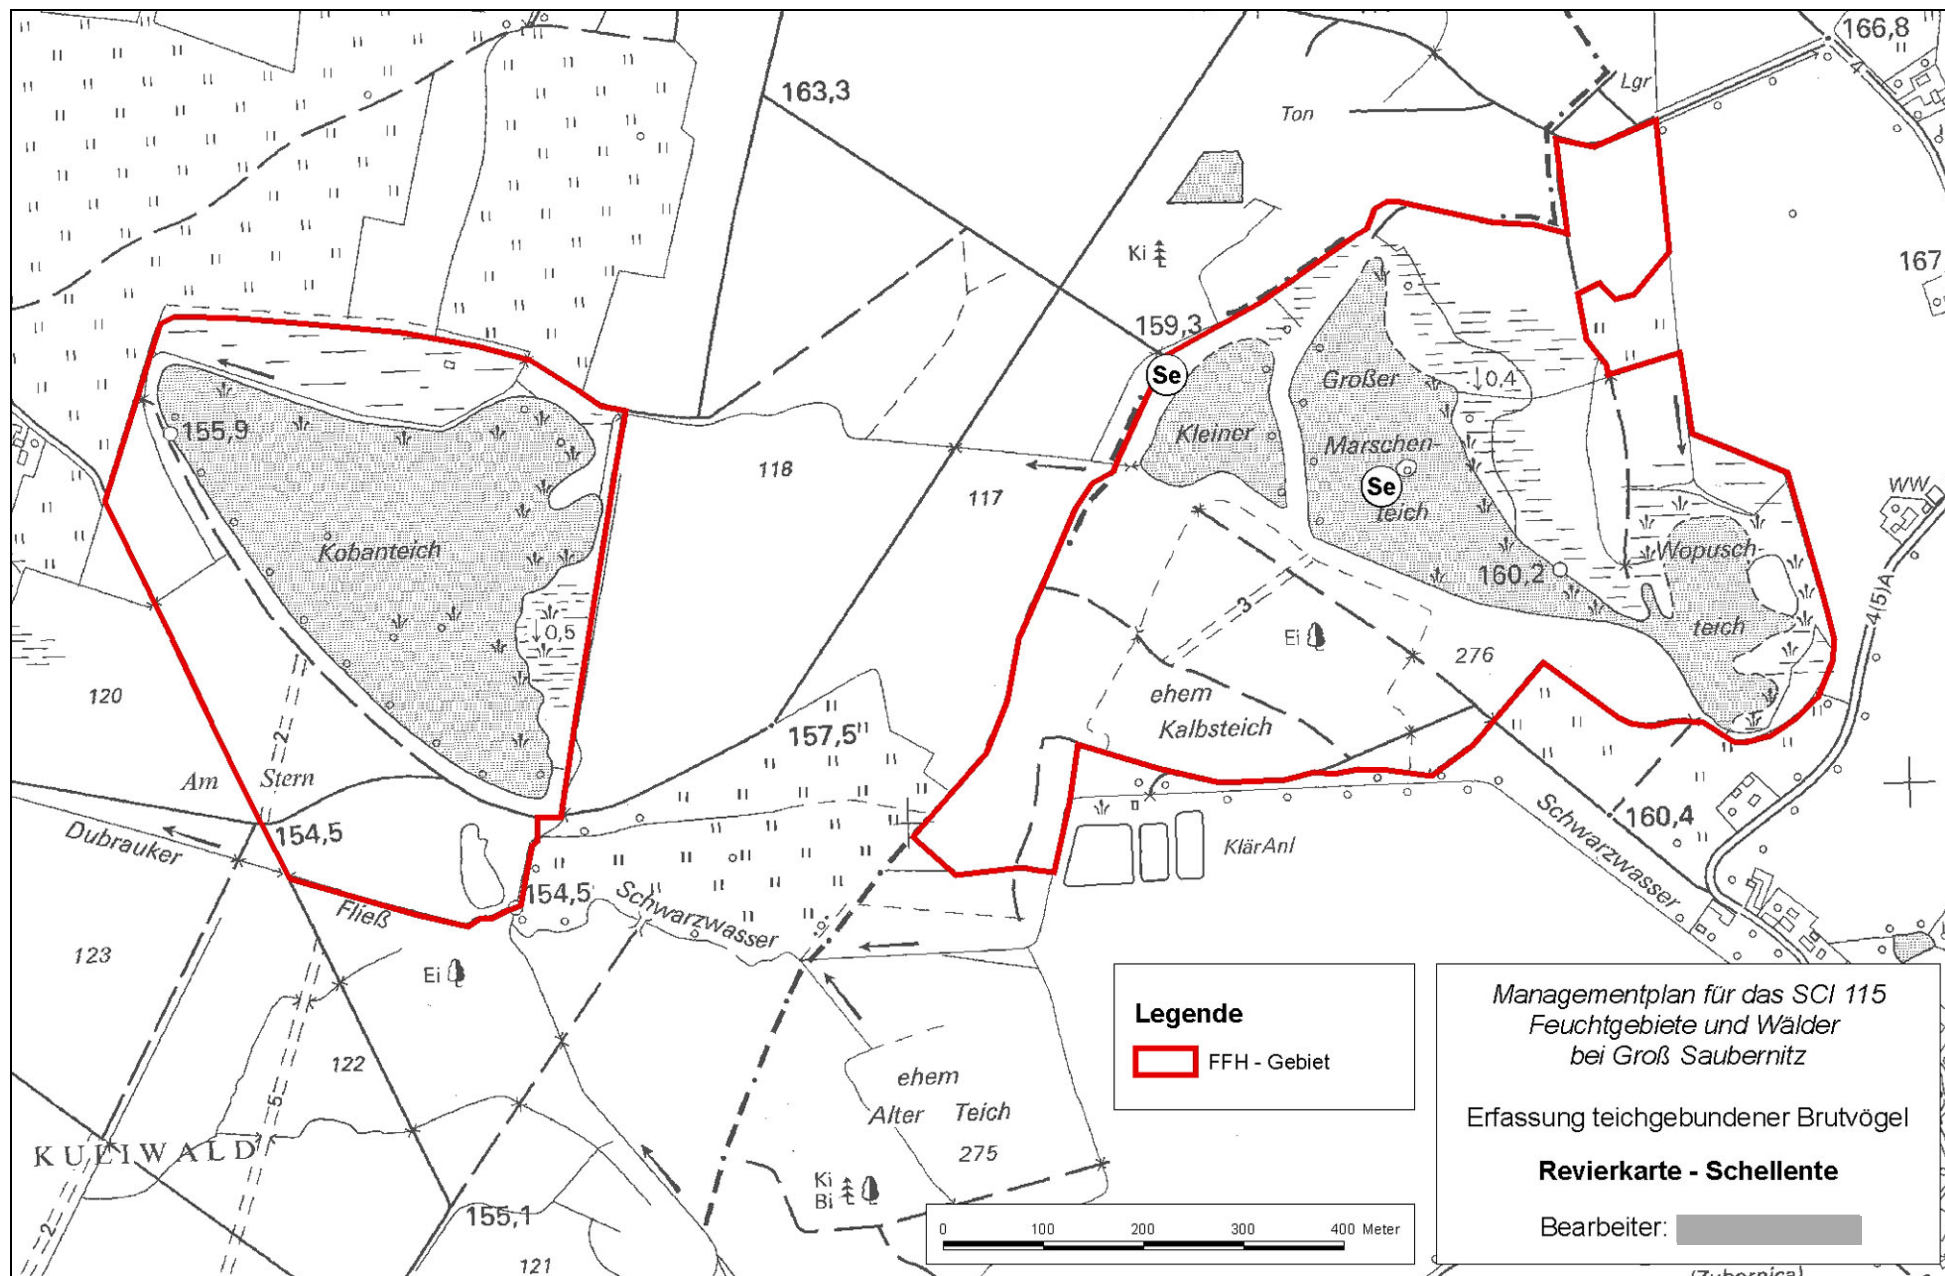 166,8
Lgr
4
163,3
Ton
167
Ki
159,3
Se
Großer
0,4
155,9
Kleiner
Marschen-
118
117
Se
teich
WW
Kobanteich
Wopusch-
160,2
4(5)A
3
0,5
Ei
teich
276
120
ehem
2
Kalbsteich
157,5
Am Stern
154,5
Dubrauker
160,4
Schwarzwasser
KlärAnl
154,5
Fließ
Schwarzwasser
123
Ei
122
ehem
Alter Teich
275
5
KULIWALD
Ki
Bi
155,1
2
121
Legende
FFH - Gebiet
0 100 200 300 400 Meter
Managementplan für das SCI 115
Feuchtgebiete und Wälder
bei Groß Saubernitz
Erfassung teichgebundener Brutvögel
Revierkarte - Schellente
Bearbeiter: